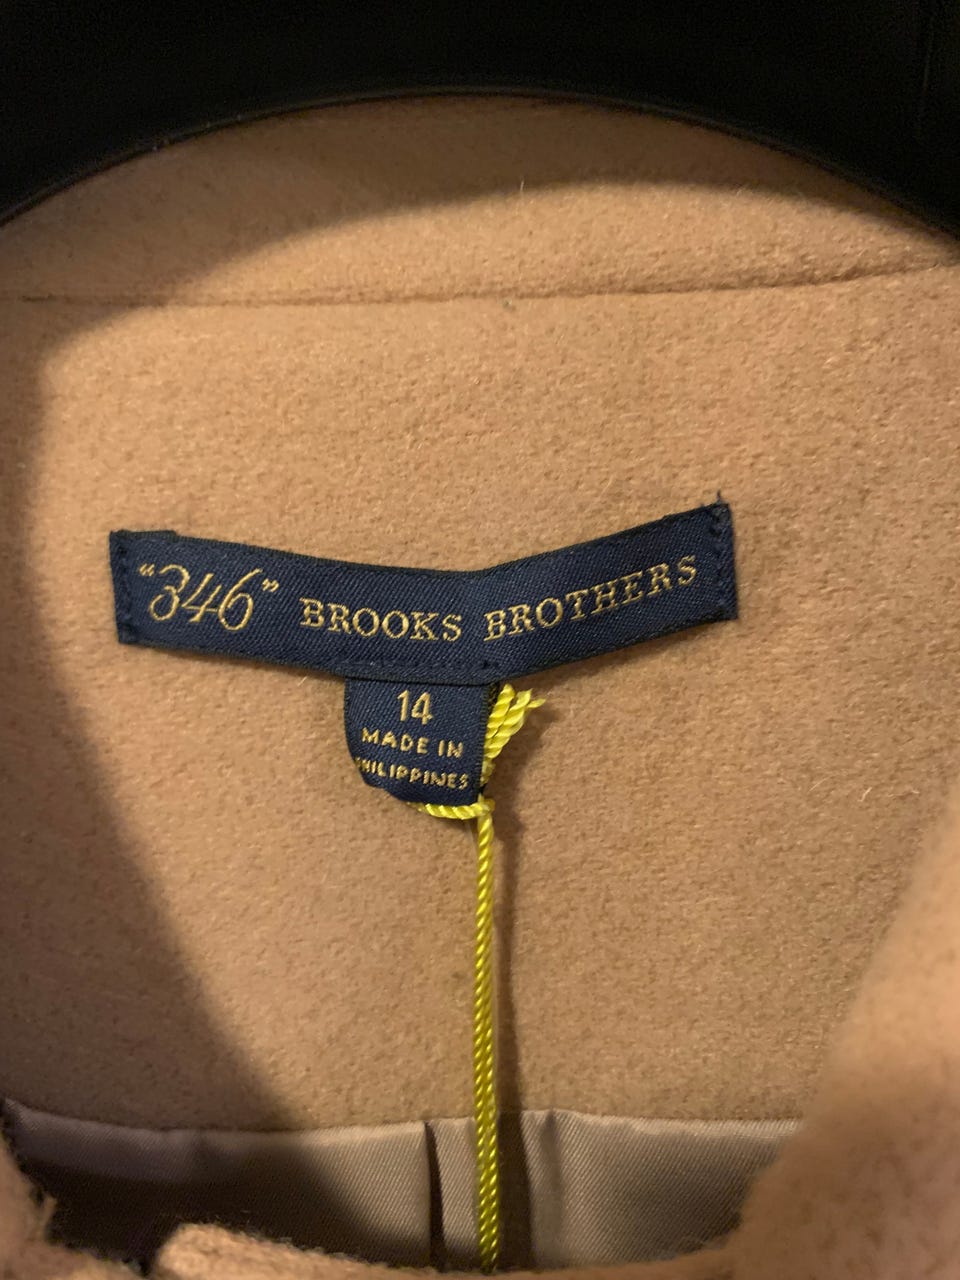 "346" BROOKS BROTHERS
14
MADE IN
PHILIPPINES